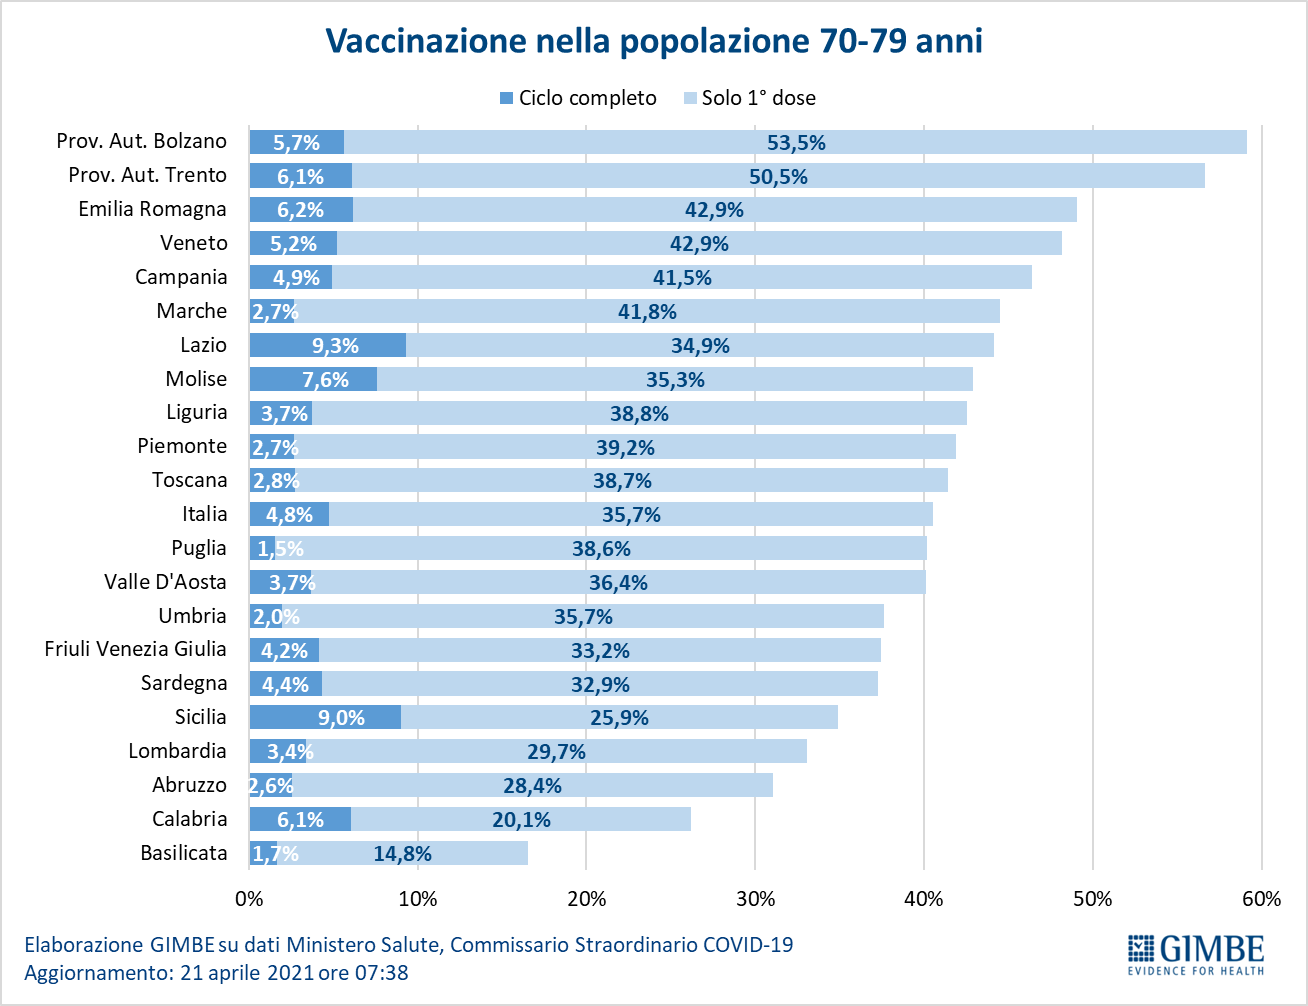 Vaccinazione nella popolazione 70-79 anni
Ciclo completo Solo 1° dose
Prov. Aut. Bolzano 5,7% 53,5%
Prov. Aut. Trento 6,1% 50,5%
Emilia Romagna 6,2% 42,9%
Veneto 5,2% 42,9%
Campania 4,9% 41,5%
Marche 2,7% 41,8%
Lazio 9,3% 34,9%
Molise 7,6% 35,3%
Liguria 3,7% 38,8%
Piemonte 2,7% 39,2%
Toscana 2,8% 38,7%
Italia 4,8% 35,7%
Puglia 1,5% 38,6%
Valle D'Aosta 3,7% 36,4%
Umbria 2,0% 35,7%
Friuli Venezia Giulia 4,2% 33,2%
Sardegna 4,4% 32,9%
Sicilia 9,0% 25,9%
Lombardia 3,4% 29,7%
Abruzzo 2,6% 28,4%
Calabria 6,1% 20,1%
Basilicata 1,7% 14,8%
0% 10% 20% 30% 40% 50% 60%
Elaborazione GIMBE su dati Ministero Salute, Commissario Straordinario COVID-19
Aggiornamento: 21 aprile 2021 ore 07:38
GIMBE
EVIDENCE FOR HEALTH